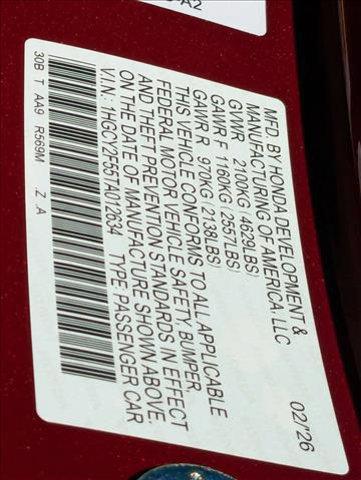 MFD. BY HONDA DEVELOPMENT &
MANUFACTURING OF AMERICA, LLC 02/'26
GVWR 2100KG(4629LBS)
GAWR F 1160KG(2557LBS)
GAWR R 970KG(2138LBS)
THIS VEHICLE CONFORMS TO ALL APPLICABLE
FEDERAL MOTOR VEHICLE SAFETY, BUMPER,
AND THEFT PREVENTION STANDARDS IN EFFECT
ON THE DATE OF MANUFACTURE SHOWN ABOVE.
V.I.N.: 1HGCY2F55TA012634 TYPE: PASSENGER CAR
30B T AA9 R569M Z .A